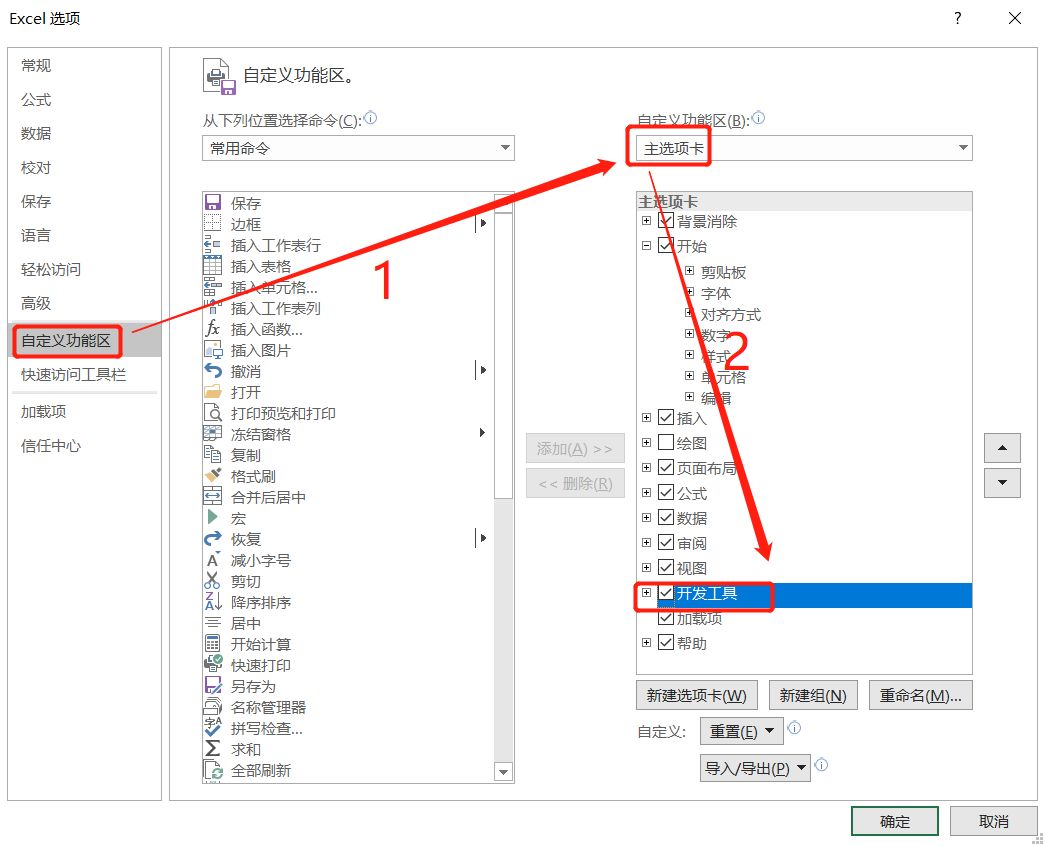 Excel 选项
?
常规
公式
数据
校对
保存
语言
轻松访问
高级
自定义功能区
快速访问工具栏
加载项
信任中心
自定义功能区。
从下列位置选择命令(C):
常用命令
保存
边框
插入工作表行
插入表格
插入单元格...
插入工作表列
fx 插入函数...
插入图片
撤消
打开
打印预览和打印
冻结窗格
复制
格式刷
合并后居中
宏
恢复
减小字号
剪切
降序排序
居中
开始计算
快速打印
另存为
名称管理器
拼写检查...
求和
全部刷新
1
添加(A) >>
<< 删除(R)
自定义功能区(B):
主选项卡
主选项卡
背景消除
开始
剪贴板
字体
对齐方式
数字
样式
单元格
编辑
2
插入
绘图
页面布局
公式
数据
审阅
视图
开发工具
加载项
帮助
新建选项卡(W) 新建组(N) 重命名(M)...
自定义: 重置(E)
导入/导出(P)
确定 取消